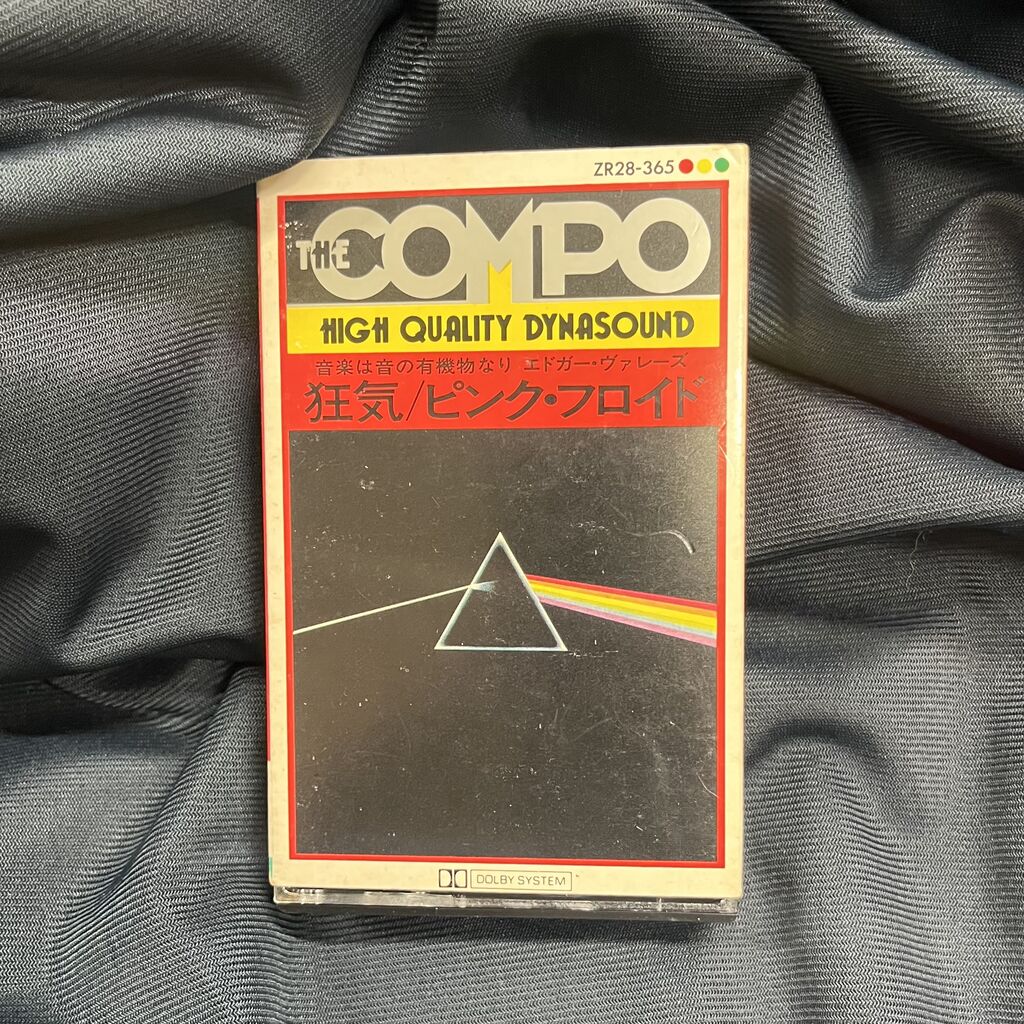 ZR28-365
THE COMPO
HIGH QUALITY DYNASOUND
音楽は音の有機物なり エドガー・ヴァレーズ
狂気/ピンク・フロイド
DOLBY SYSTEM